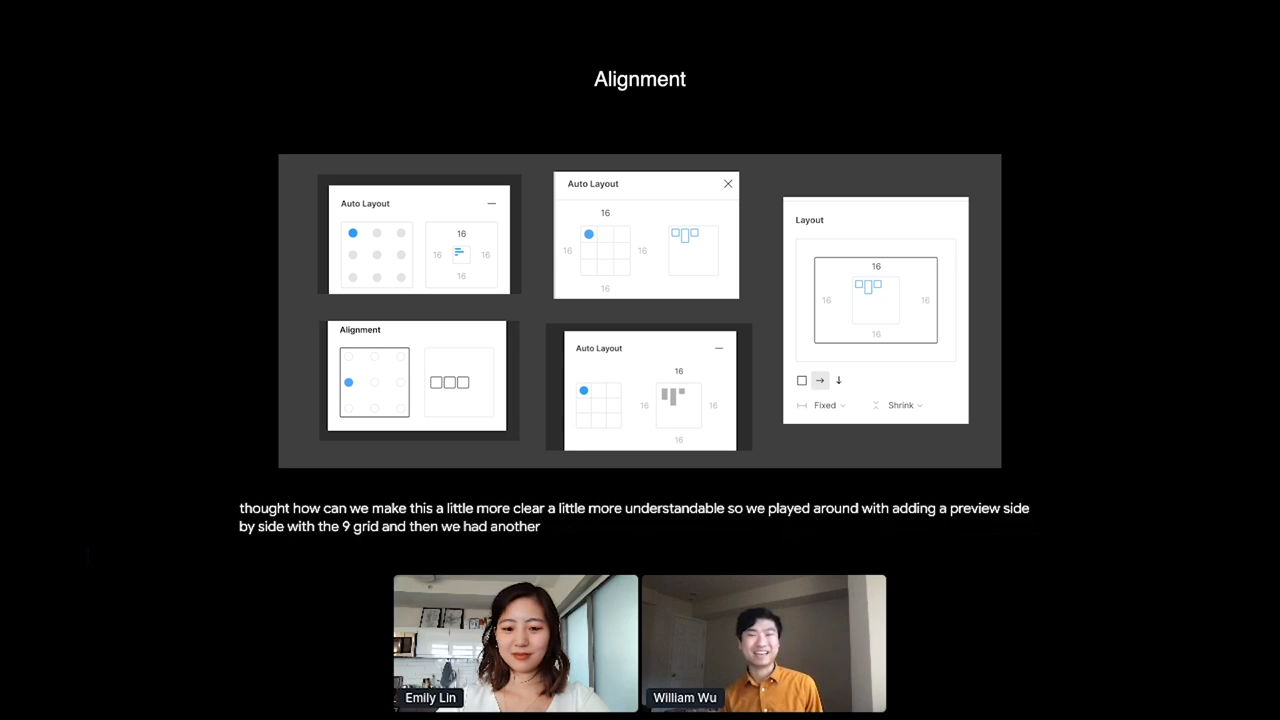 Alignment
Auto Layout
16
16
16
16
Auto Layout
16
16
16
16
Layout
16
16
16
16
Fixed
Shrink
Alignment
Auto Layout
16
16
16
16
thought how can we make this a little more clear a little more understandable so we played around with adding a preview side
by side with the 9 grid and then we had another
Emily Lin
William Wu